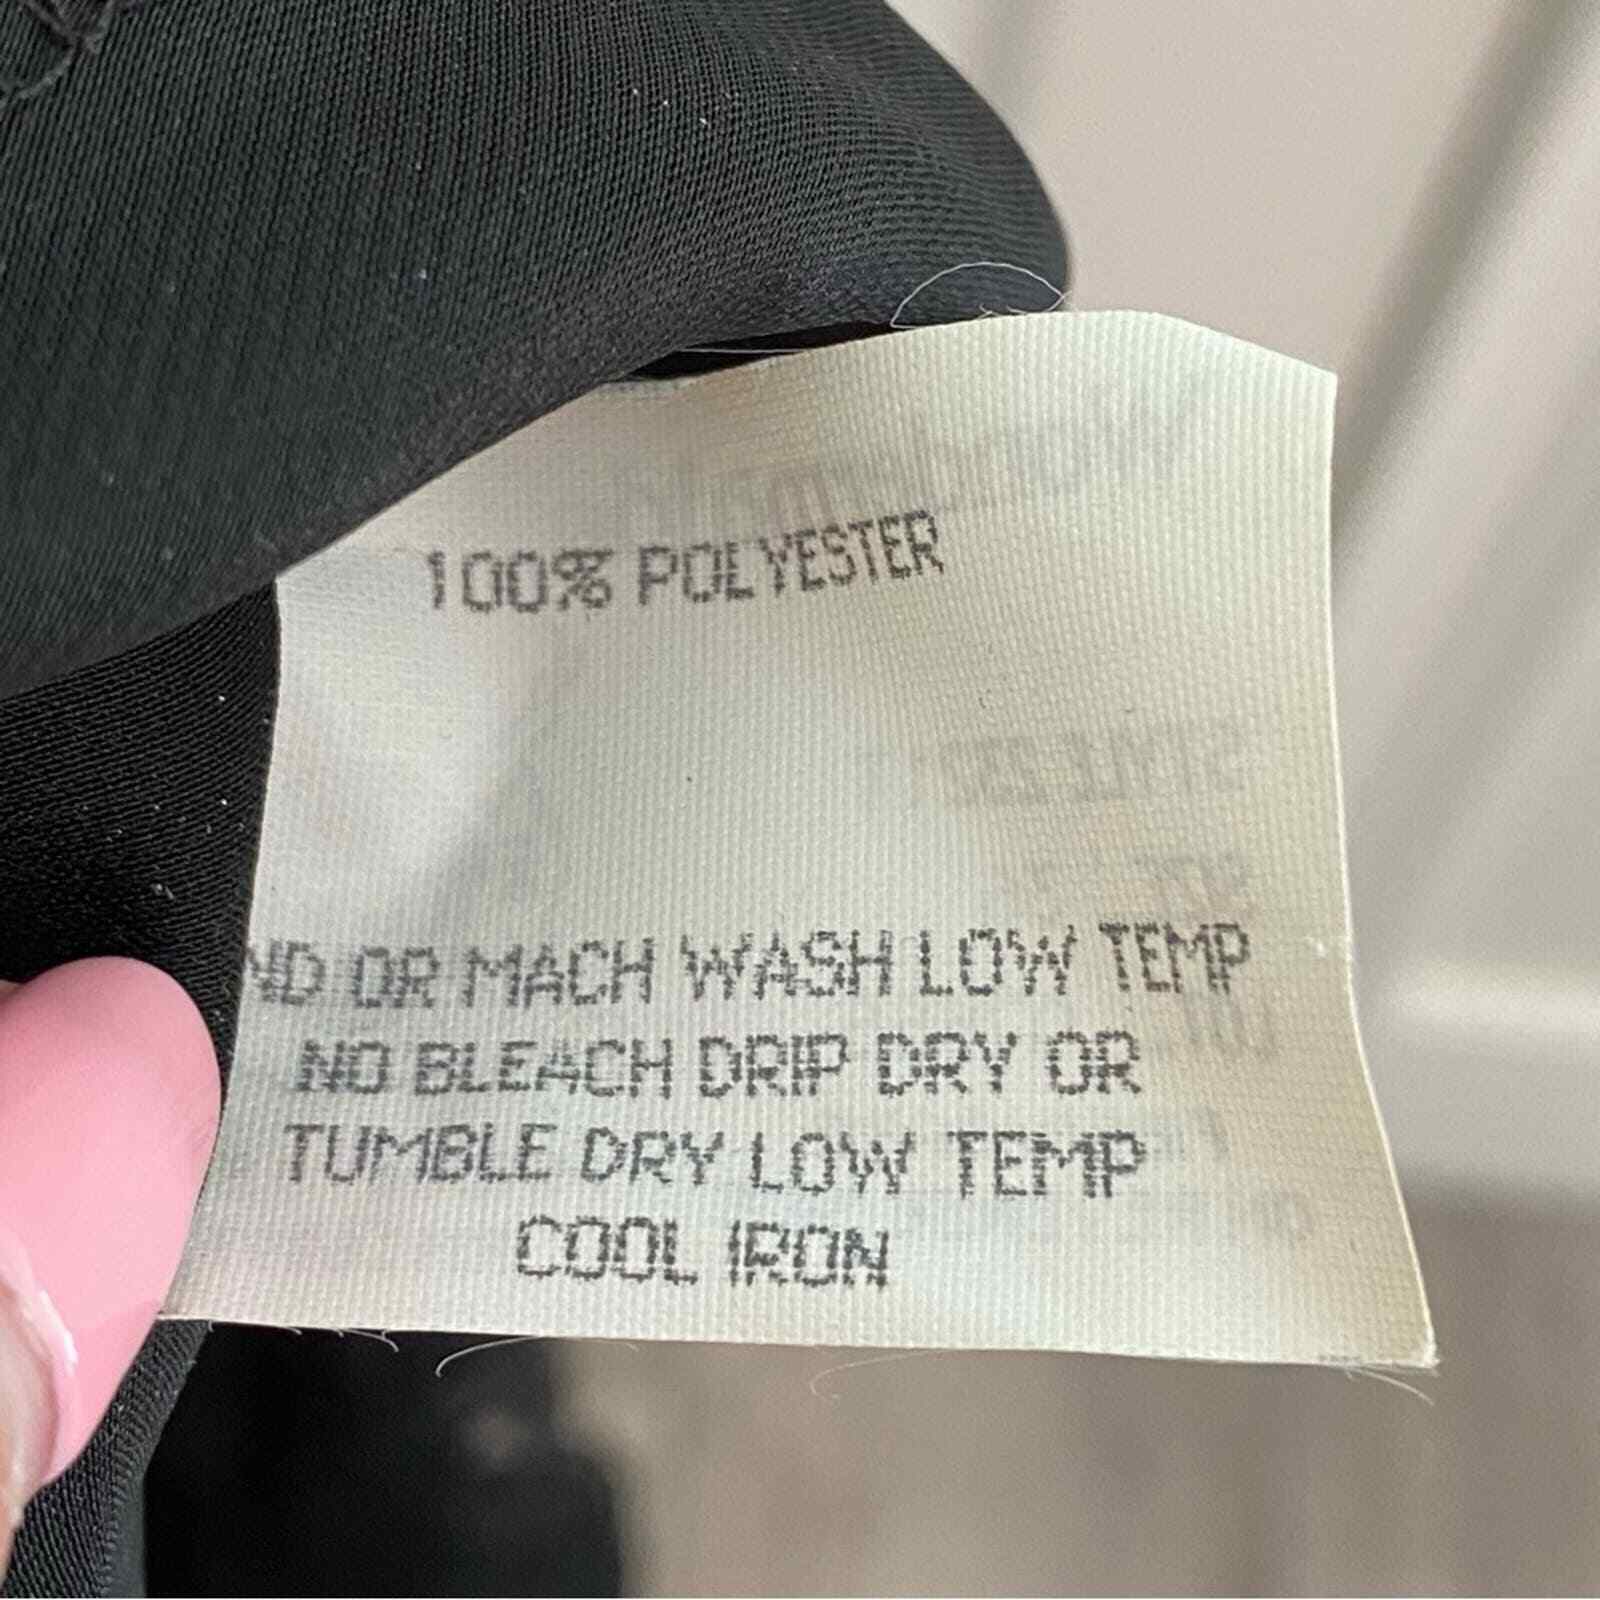 100% POLYESTER
ND OR MACH WASH LOW TEMP
NO BLEACH DRIP DRY OR
TUMBLE DRY LOW TEMP
COOL IRON